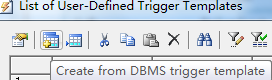 List of User-Defined Trigger Templates
Create from DBMS trigger template